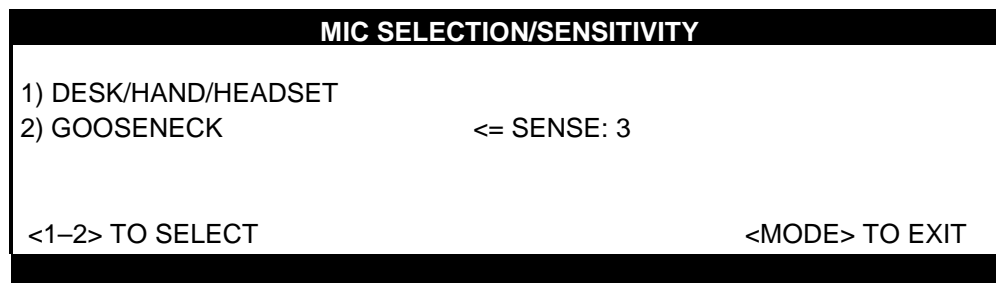 MIC SELECTION/SENSITIVITY
1) DESK/HAND/HEADSET
2) GOOSENECK <= SENSE: 3
<1–2> TO SELECT <MODE> TO EXIT